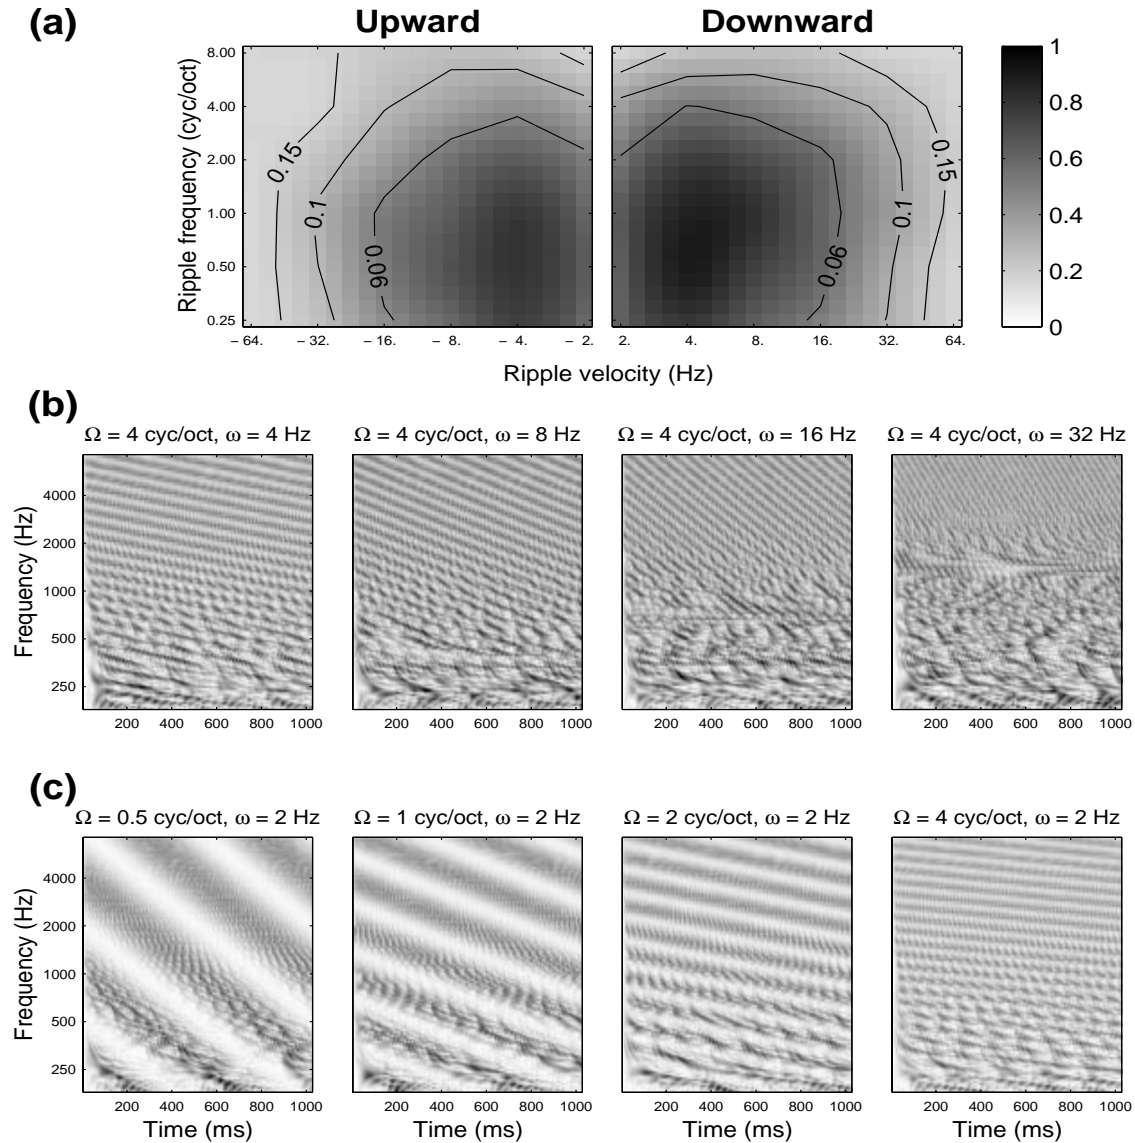 (a)
Upward Downward
Ripple frequency (cyc/oct)
8.00
4.00
2.00
1.00
0.50
0.25
0.15
0.1
0.06
0.06
0.1
0.15
1
0.8
0.6
0.4
0.2
0
− 64. − 32. − 16. − 8. − 4. − 2. 2. 4. 8. 16. 32. 64.
Ripple velocity (Hz)
(b)
Ω = 4 cyc/oct, ω = 4 Hz Ω = 4 cyc/oct, ω = 8 Hz Ω = 4 cyc/oct, ω = 16 Hz Ω = 4 cyc/oct, ω = 32 Hz
Frequency (Hz)
4000
2000
1000
500
250
200 400 600 800 1000 200 400 600 800 1000 200 400 600 800 1000 200 400 600 800 1000
(c)
Ω = 0.5 cyc/oct, ω = 2 Hz Ω = 1 cyc/oct, ω = 2 Hz Ω = 2 cyc/oct, ω = 2 Hz Ω = 4 cyc/oct, ω = 2 Hz
Frequency (Hz)
4000
2000
1000
500
250
200 400 600 800 1000 200 400 600 800 1000 200 400 600 800 1000 200 400 600 800 1000
Time (ms) Time (ms) Time (ms) Time (ms)